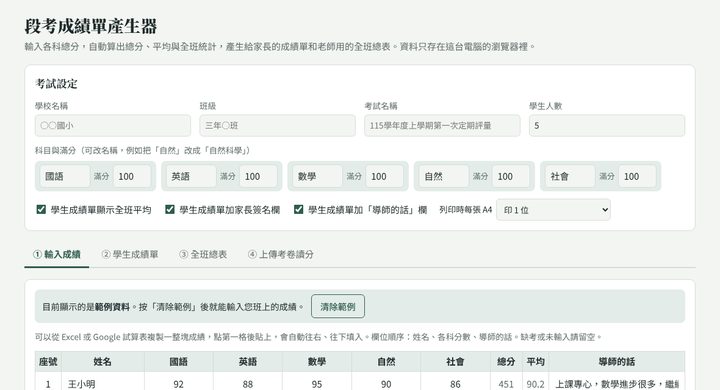 段考成績單產生器
輸入各科總分，自動算出總分、平均與全班統計，產生給家長的成績單和老師用的全班總表。資料只存在這台電腦的瀏覽器裡。
考試設定
學校名稱 班級 考試名稱 學生人數
〇〇國小 三年〇班 115學年度上學期第一次定期評量 5
科目與滿分（可改名稱，例如把「自然」改成「自然科學」）
國語 滿分 100 英語 滿分 100 數學 滿分 100 自然 滿分 100 社會 滿分 100
學生成績單顯示全班平均 學生成績單加家長簽名欄 學生成績單加「導師的話」欄 列印時每張 A4 印 1 位
① 輸入成績 ② 學生成績單 ③ 全班總表 ④ 上傳考卷讀分
目前顯示的是範例資料。按「清除範例」後就能輸入您班上的成績。 清除範例
可以從 Excel 或 Google 試算表複製一整塊成績，點第一格後貼上，會自動往右、往下填入。欄位順序：姓名、各科分數、導師的話。缺考或未輸入請留空。
座號 姓名 國語 英語 數學 自然 社會 總分 平均 導師的話
1 王小明 92 88 95 90 86 451 90.2 上課專心，數學進步很多，繼續